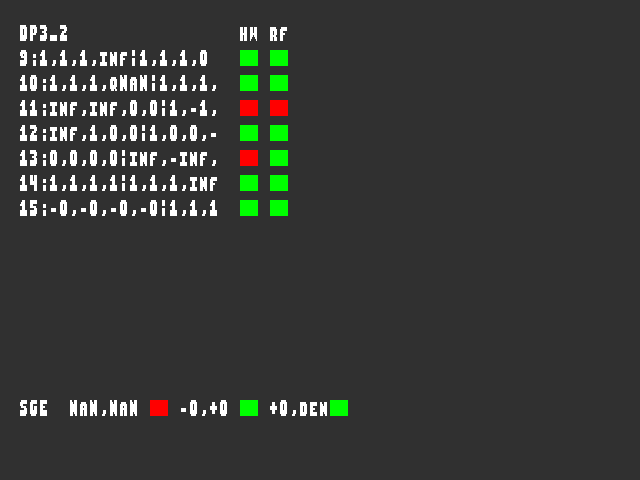 DP3_2 HW RF
9:1,1,1,INF|1,1,1,0
10:1,1,1,QNAN|1,1,1,
11:INF,INF,0,0|1,-1,
12:INF,1,0,0|1,0,0,-
13:0,0,0,0|INF,-INF,
14:1,1,1,1|1,1,1,INF
15:-0,-0,-0,-0|1,1,1
SGE NAN,NAN -0,+0 +0,DEN